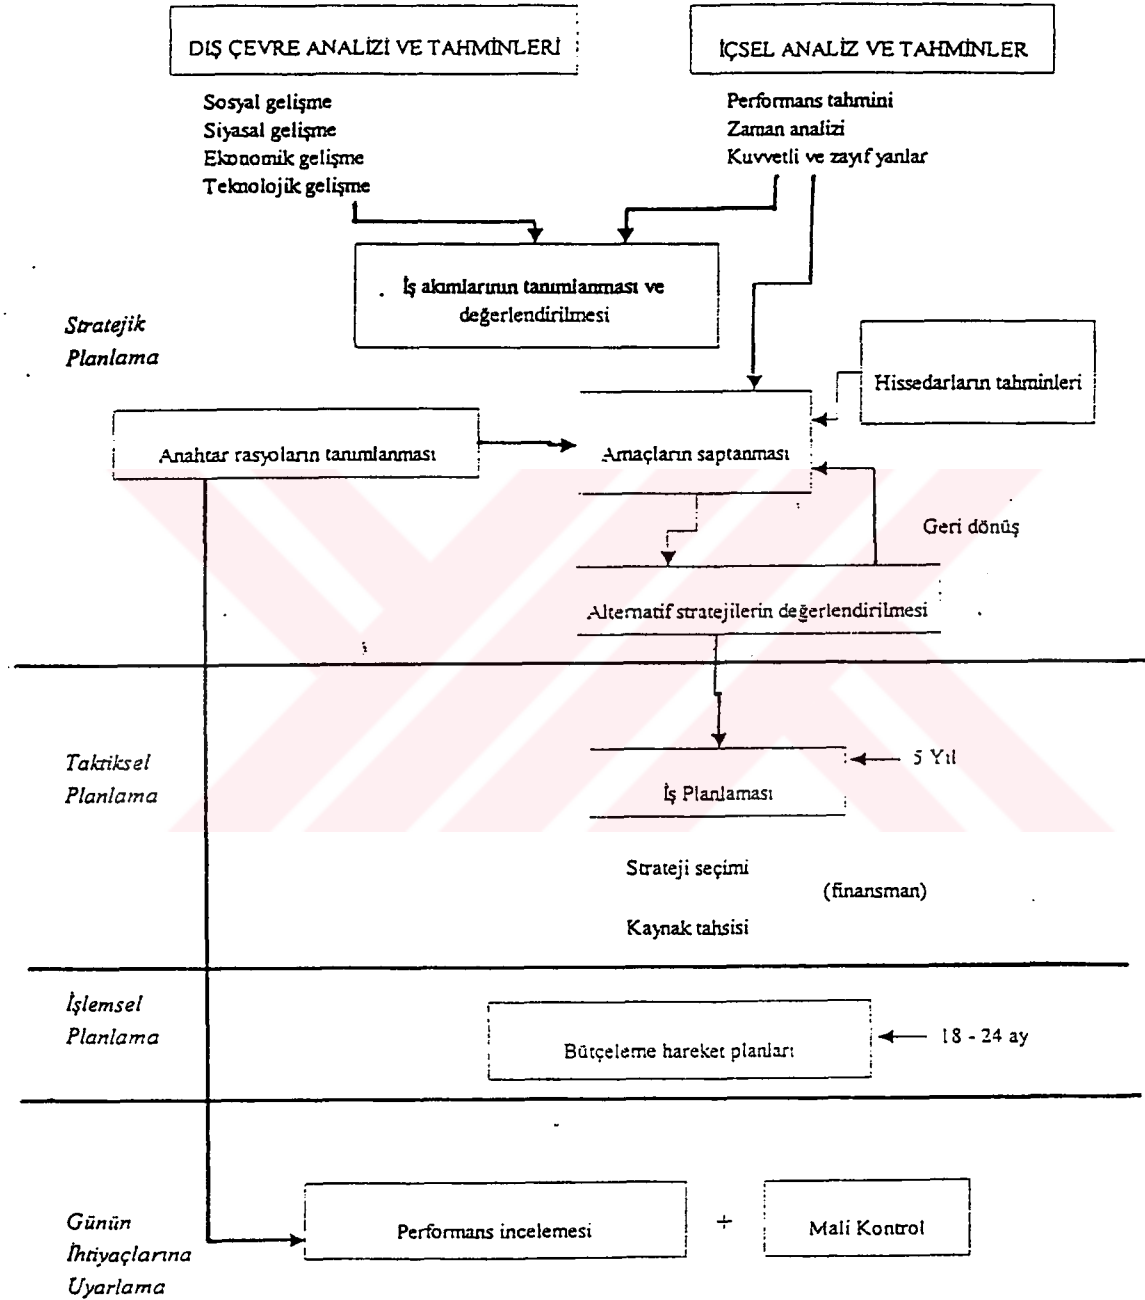 DIŞ ÇEVRE ANALİZİ VE TAHMİNLERİ
İÇSEL ANALİZ VE TAHMİNLER
Sosyal gelişme
Siyasal gelişme
Ekonomik gelişme
Teknolojik gelişme
Performans tahmini
Zaman analizi
Kuvvetli ve zayıf yanlar
İş akımlarının tanımlanması ve
değerlendirilmesi
Stratejik
Planlama
Hissedarların tahminleri
Anahtar rasyoların tanımlanması
Amaçların saptanması
Geri dönüş
Alternatif stratejilerin değerlendirilmesi
Taktiksel
Planlama
5 Yıl
İş Planlaması
Strateji seçimi
(finansman)
Kaynak tahsisi
İşlemsel
Planlama
Bütçeleme hareket planları
18 - 24 ay
Günün
İhtiyaçlarına
Uyarlama
Performans incelemesi
+
Mali Kontrol